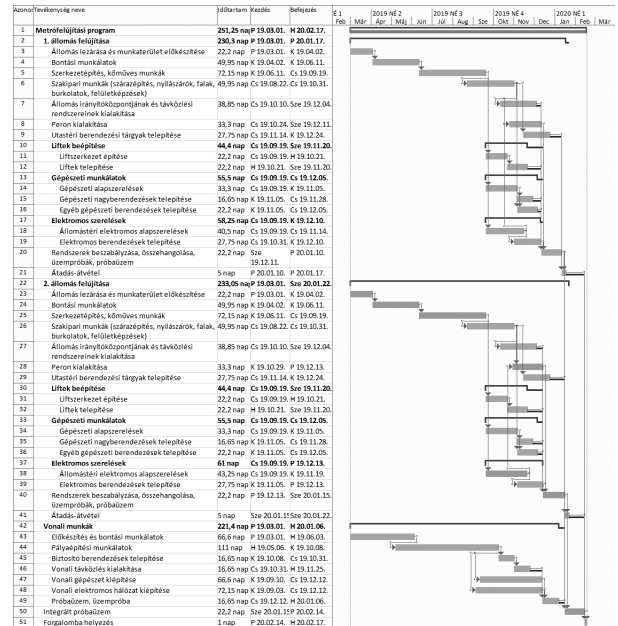 Azonos Tevékenység neve Időtartam Kezdés Befejezés É 1 2019 NÉ 2 2019 NÉ 3 2019 NÉ 4 2020 NÉ 1
Feb Már Ápr Máj Jún Júl Aug Sze Okt Nov Dec Jan Feb Már
1 Metrófelújítási program 251,25 nap P 19.03.01. H 20.02.17.
2 1. állomás felújítása 230,3 nap P 19.03.01. P 20.01.17.
3 Állomás lezárása és munkaterület előkészítése 22,2 nap P 19.03.01. K 19.04.02.
4 Bontási munkálatok 49,95 nap K 19.04.02. K 19.06.11.
5 Szerkezetépítés, kőműves munkák 72,15 nap K 19.06.11. Cs 19.09.19.
6 Szakipari munkák (szárazépítés, nyílászárók, falak, burkolatok, felületképzések) 49,95 nap Cs 19.08.22. Cs 19.10.31.
7 Állomás irányítóközpontjának és távközlési rendszereinek kialakítása 38,85 nap Cs 19.10.10. Sze 19.12.04.
8 Peron kialakítása 33,3 nap Cs 19.10.24. Sze 19.12.11.
9 Utastéri berendezési tárgyak telepítése 27,75 nap Cs 19.11.14. K 19.12.24.
10 Liftek beépítése 44,4 nap Cs 19.09.19. Sze 19.11.20.
11 Liftszerkezet építése 22,2 nap Cs 19.09.19. H 19.10.21.
12 Liftek telepítése 22,2 nap H 19.10.21. Sze 19.11.20.
13 Gépészeti munkálatok 55,5 nap Cs 19.09.19. Cs 19.12.05.
14 Gépészeti alapszerelések 33,3 nap Cs 19.09.19. K 19.11.05.
15 Gépészeti nagyberendezések telepítése 16,65 nap K 19.11.05. Cs 19.11.28.
16 Egyéb gépészeti berendezések telepítése 22,2 nap K 19.11.05. Cs 19.12.05.
17 Elektromos szerelések 58,25 nap Cs 19.09.19. K 19.12.10.
18 Állomástéri elektromos alapszerelések 40,5 nap Cs 19.09.19. Cs 19.11.14.
19 Elektromos berendezések telepítése 27,75 nap Cs 19.10.31. K 19.12.10.
20 Rendszerek beszabályzása, összehangolása, üzempróbák, próbaüzem 22,2 nap Sze 19.12.11. P 20.01.10.
21 Átadás-átvétel 5 nap P 20.01.10. P 20.01.17.
22 2. állomás felújítása 233,05 nap P 19.03.01. Sze 20.01.22.
23 Állomás lezárása és munkaterület előkészítése 22,2 nap P 19.03.01. K 19.04.02.
24 Bontási munkálatok 49,95 nap K 19.04.02. K 19.06.11.
25 Szerkezetépítés, kőműves munkák 72,15 nap K 19.06.11. Cs 19.09.19.
26 Szakipari munkák (szárazépítés, nyílászárók, falak, burkolatok, felületképzések) 49,95 nap Cs 19.08.22. Cs 19.10.31.
27 Állomás irányítóközpontjának és távközlési rendszereinek kialakítása 38,85 nap Cs 19.10.10. Sze 19.12.04.
28 Peron kialakítása 33,3 nap K 19.10.29. P 19.12.13.
29 Utastéri berendezési tárgyak telepítése 27,75 nap Cs 19.11.14. K 19.12.24.
30 Liftek beépítése 44,4 nap Cs 19.09.19. Sze 19.11.20.
31 Liftszerkezet építése 22,2 nap Cs 19.09.19. H 19.10.21.
32 Liftek telepítése 22,2 nap H 19.10.21. Sze 19.11.20.
33 Gépészeti munkálatok 55,5 nap Cs 19.09.19. Cs 19.12.05.
34 Gépészeti alapszerelések 33,3 nap Cs 19.09.19. K 19.11.05.
35 Gépészeti nagyberendezések telepítése 16,65 nap K 19.11.05. Cs 19.11.28.
36 Egyéb gépészeti berendezések telepítése 22,2 nap K 19.11.05. Cs 19.12.05.
37 Elektromos szerelések 61 nap Cs 19.09.19. P 19.12.13.
38 Állomástéri elektromos alapszerelések 43,25 nap Cs 19.09.19. K 19.11.19.
39 Elektromos berendezések telepítése 27,75 nap K 19.11.05. P 19.12.13.
40 Rendszerek beszabályzása, összehangolása, üzempróbák, próbaüzem 22,2 nap P 19.12.13. Sze 20.01.15.
41 Átadás-átvétel 5 nap Sze 20.01.15 Sze 20.01.22.
42 Vonali munkák 221,4 nap P 19.03.01. H 20.01.06.
43 Előkészítés és bontási munkálatok 66,6 nap P 19.03.01. H 19.06.03.
44 Pályaépítési munkálatok 111 nap H 19.05.06. K 19.10.08.
45 Biztosító berendezések telepítése 16,65 nap K 19.10.08. Cs 19.10.31.
46 Vonali távközlés kialakítása 16,65 nap Cs 19.10.31. H 19.11.25.
47 Vonali gépészet kiépítése 66,6 nap K 19.09.10. Cs 19.12.12.
48 Vonali elektromos hálózat kiépítése 72,15 nap K 19.09.03. Cs 19.12.12.
49 Próbaüzem, üzempróba 16,65 nap Cs 19.12.12. H 20.01.06.
50 Integrált próbaüzem 22,2 nap Sze 20.01.15 P 20.02.14.
51 Forgalomba helyezés 1 nap P 20.02.14. H 20.02.17.